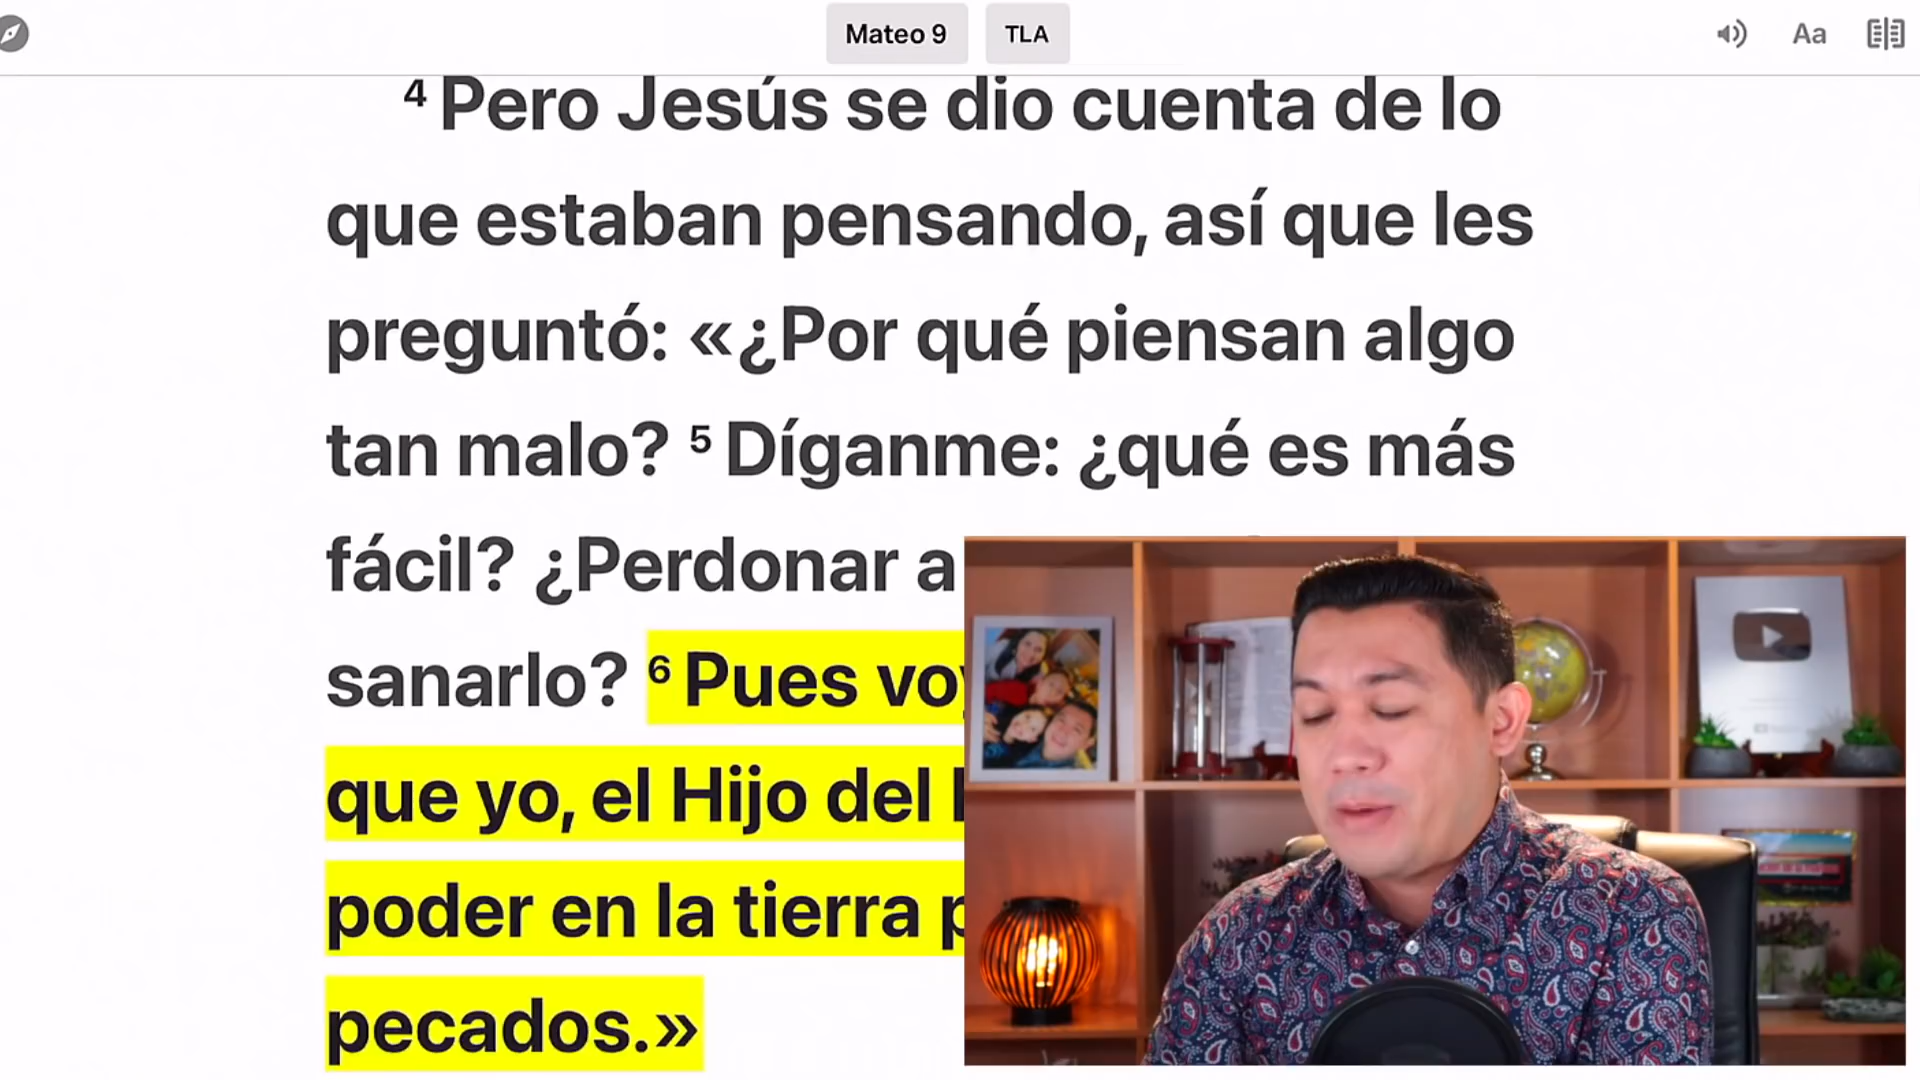 Mateo 9 TLA Aa
4 Pero Jesús se dio cuenta de lo
que estaban pensando, así que les
preguntó: «¿Por qué piensan algo
tan malo? 5 Díganme: ¿qué es más
fácil? ¿Perdonar a
sanarlo? 6 Pues voy
que yo, el Hijo del
poder en la tierra p
pecados.»